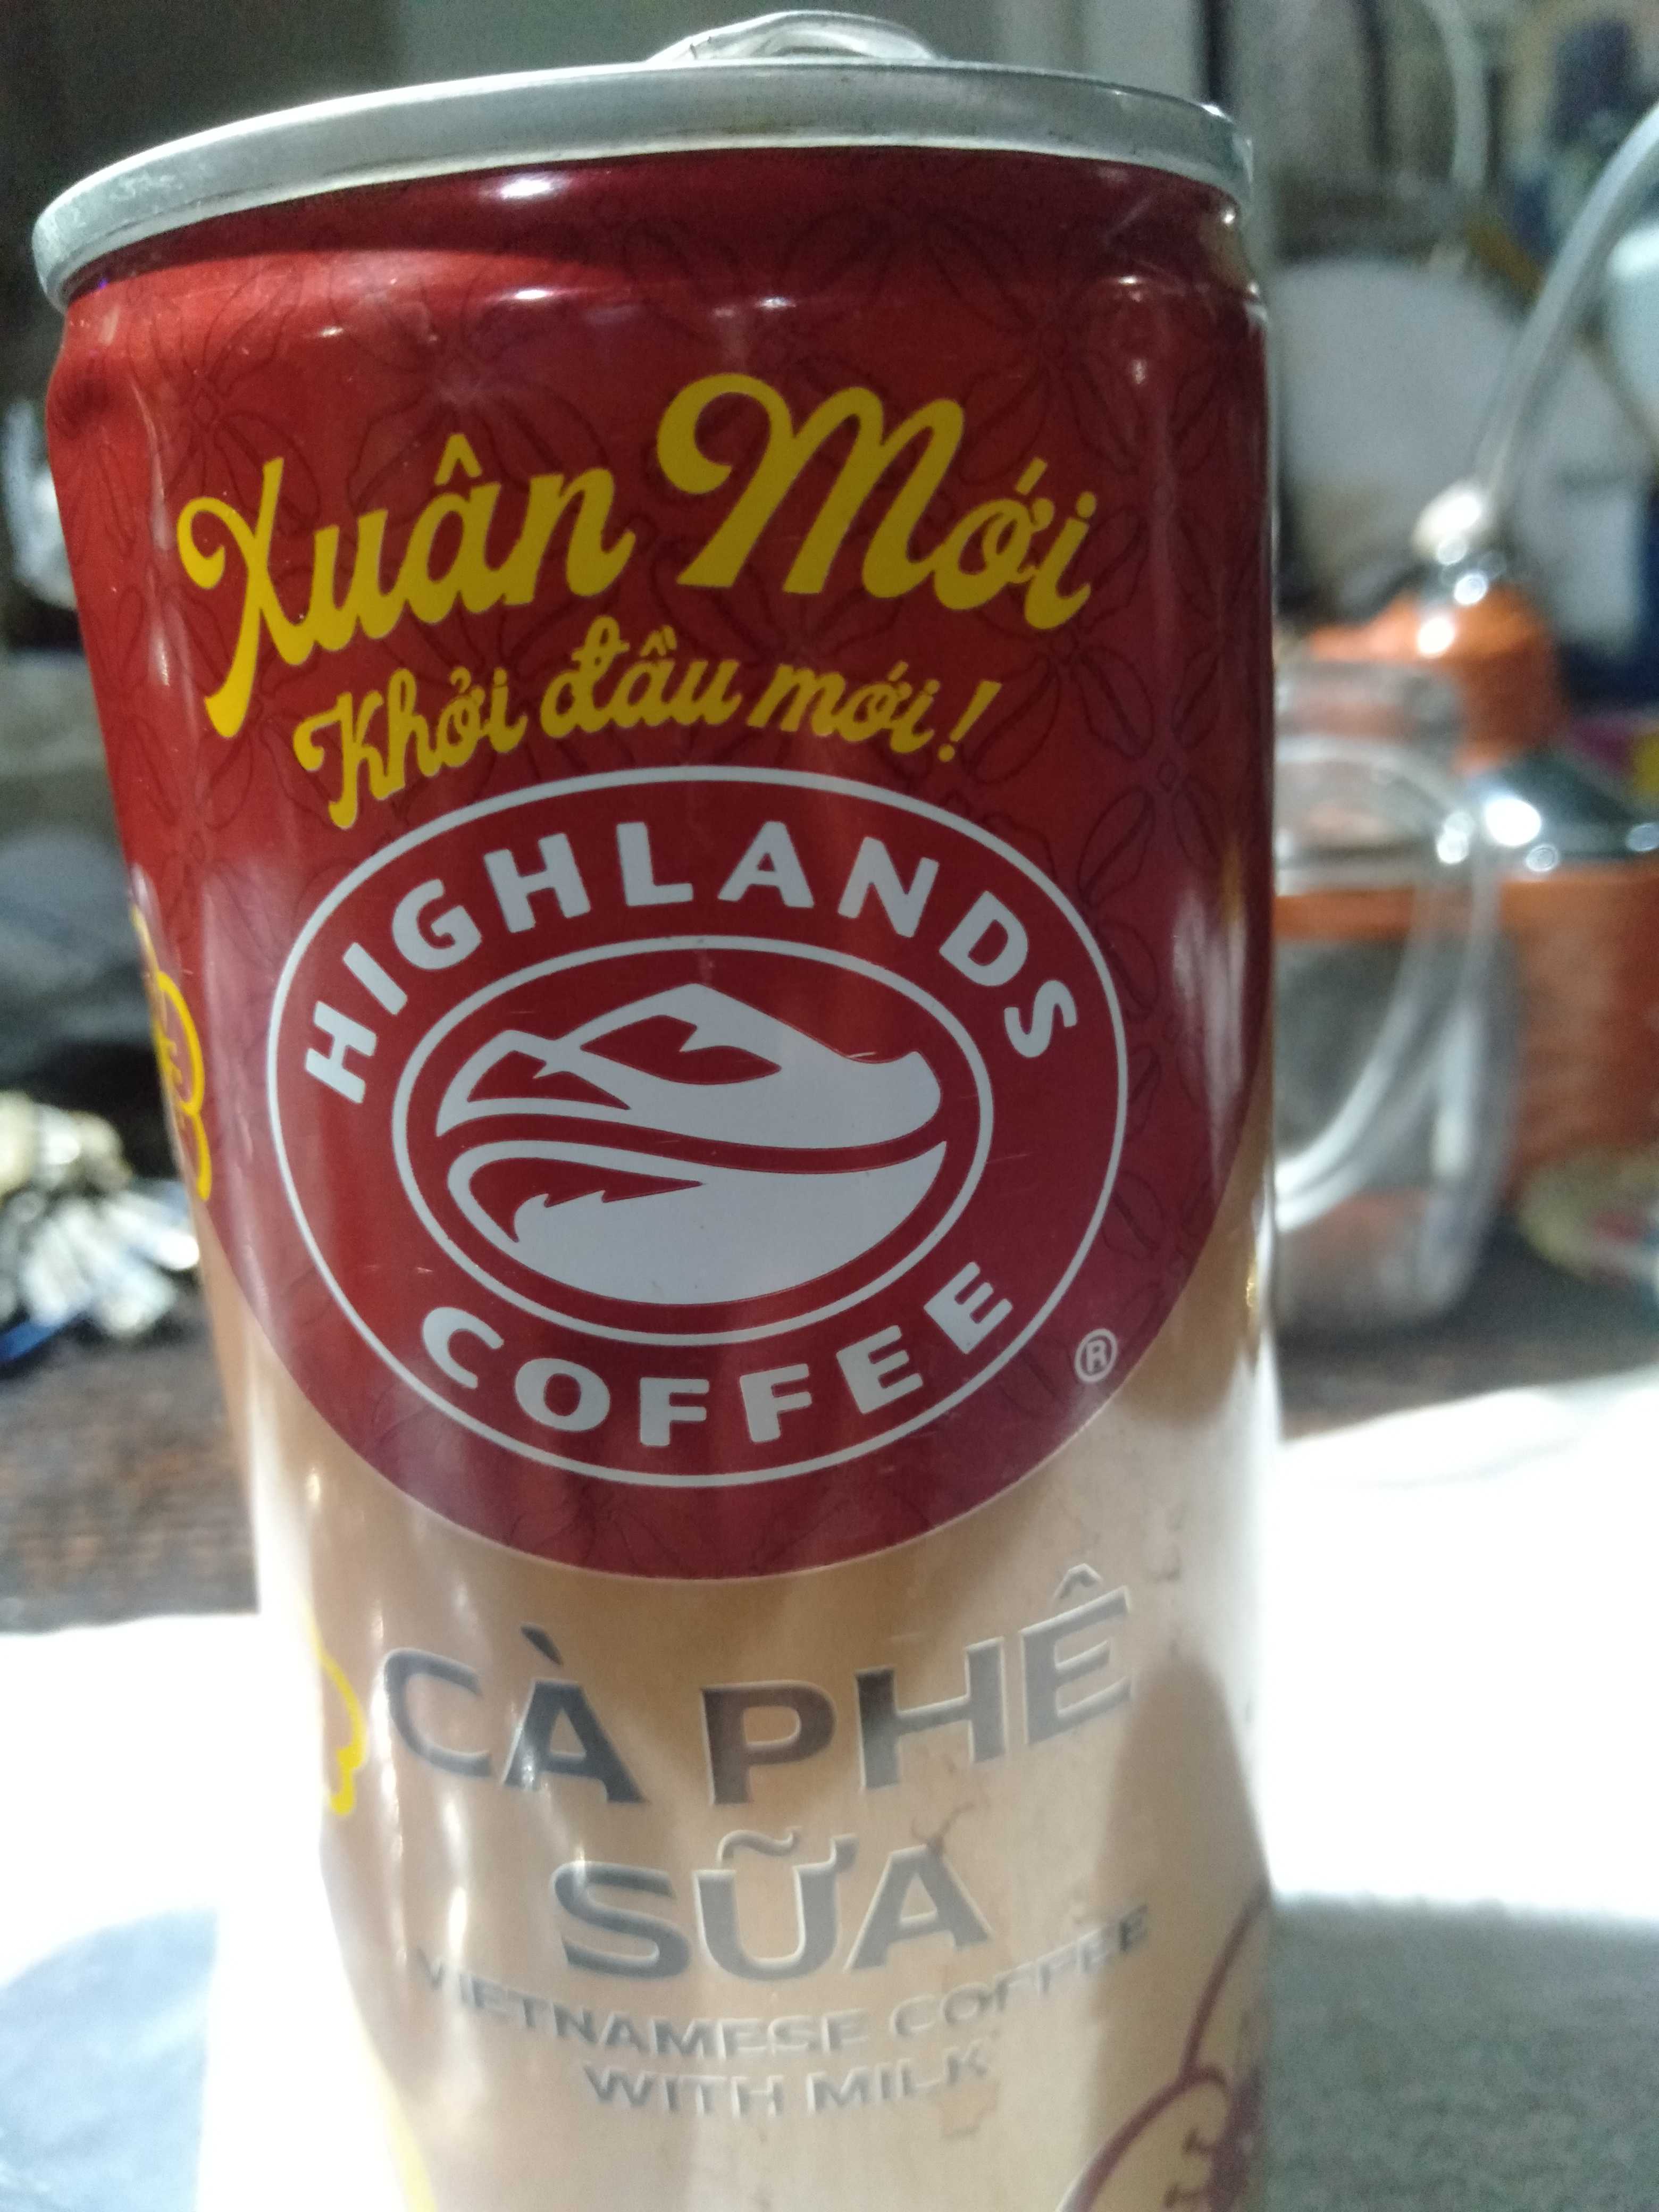 Xuân Mới
Khởi đầu mới!
HIGHLANDS
COFFEE
®
CÀ PHÊ
SỮA
VIETNAMESE COFFEE
WITH MILK